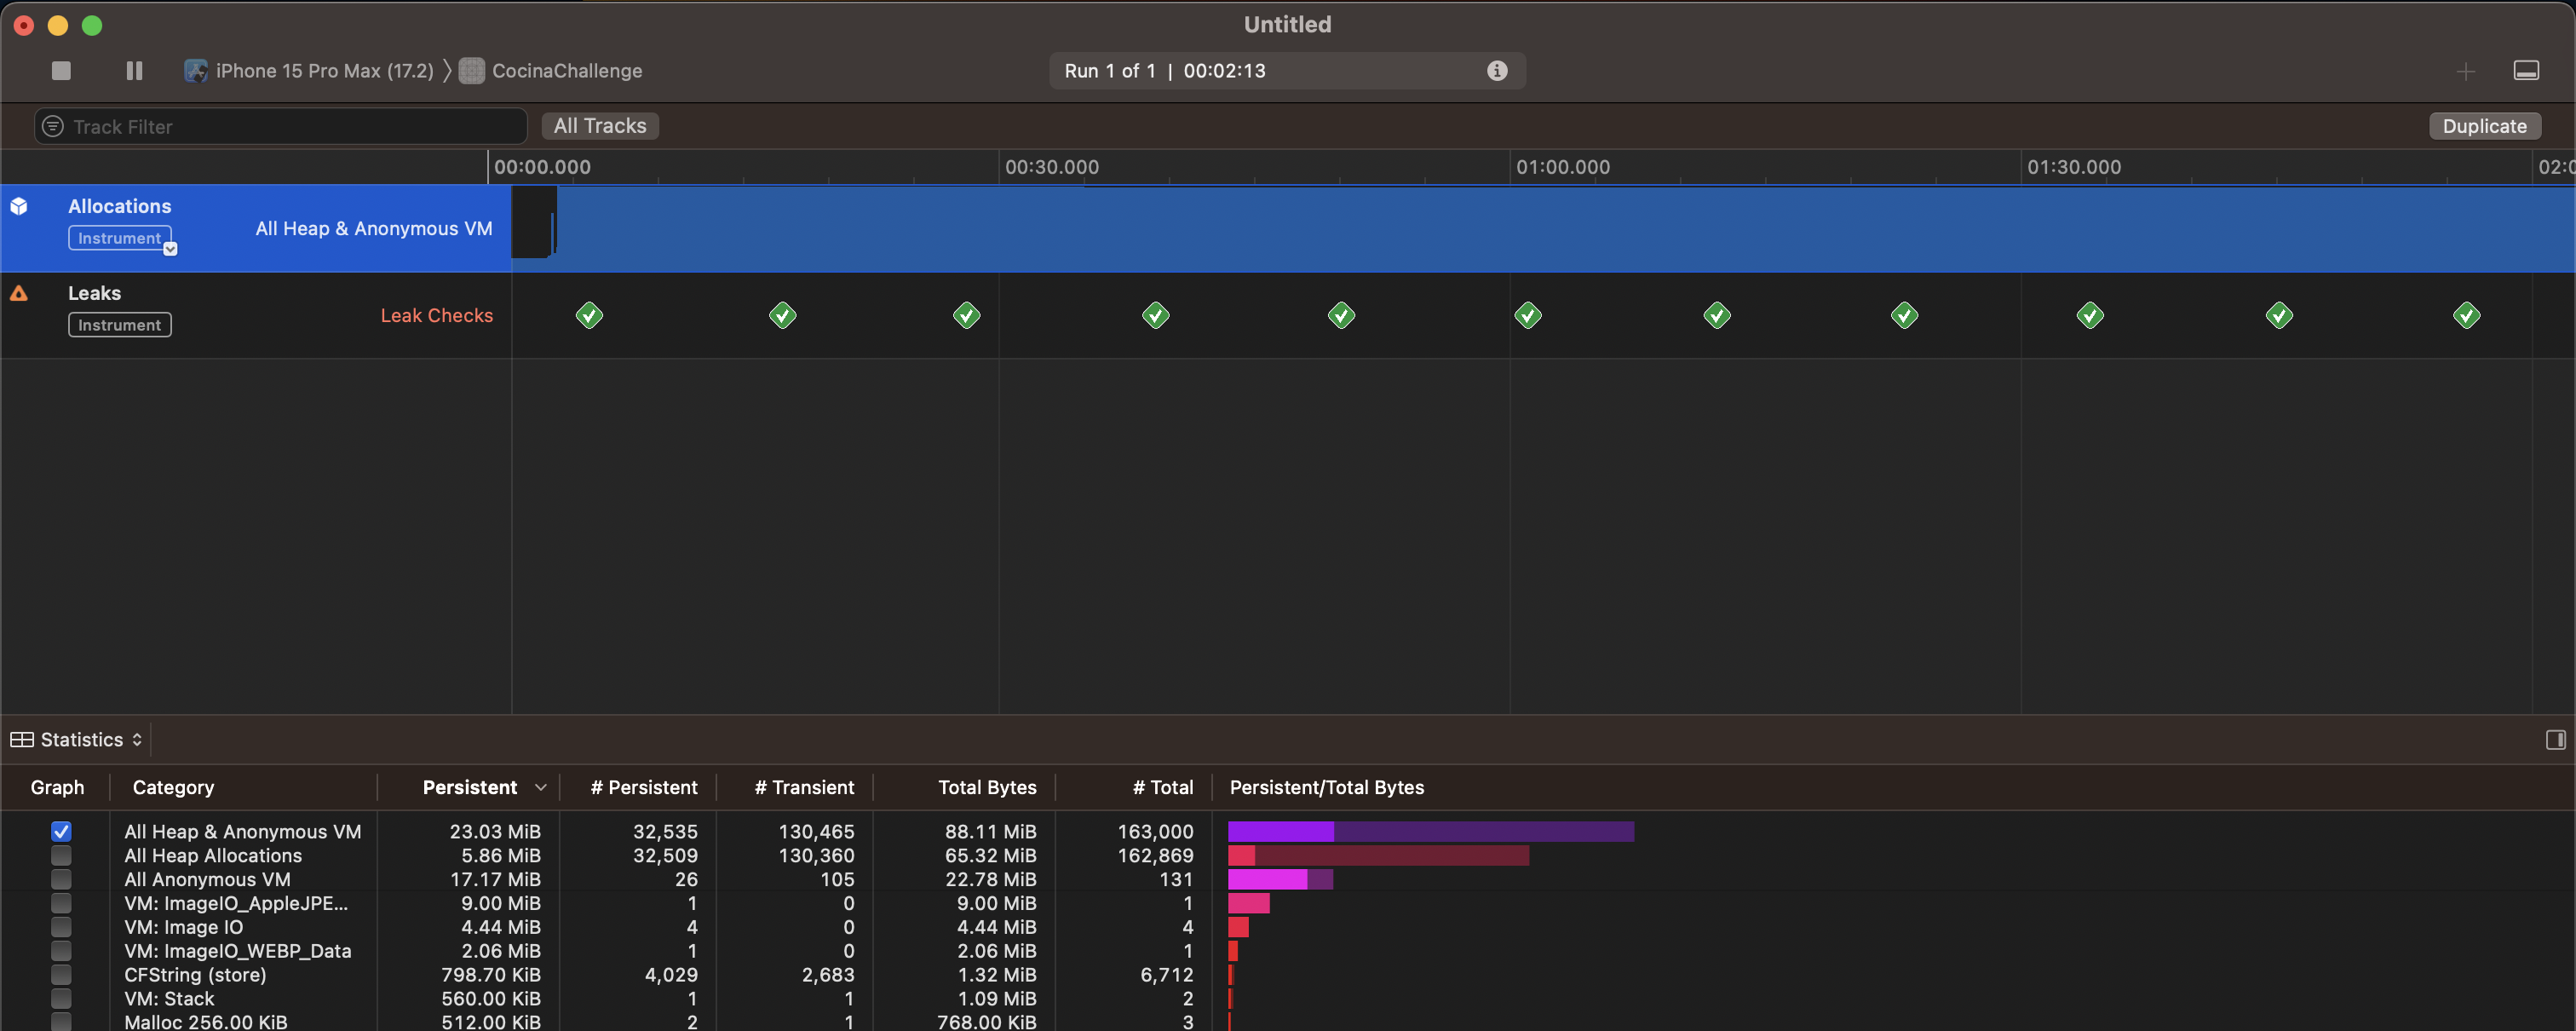 Untitled
iPhone 15 Pro Max (17.2) CocinaChallenge Run 1 of 1 | 00:02:13
Track Filter All Tracks Duplicate
00:00.000 00:30.000 01:00.000 01:30.000 02:0
Allocations
Instrument All Heap & Anonymous VM
Leaks
Instrument Leak Checks
Statistics
Graph Category Persistent # Persistent # Transient Total Bytes # Total Persistent/Total Bytes
All Heap & Anonymous VM 23.03 MiB 32,535 130,465 88.11 MiB 163,000
All Heap Allocations 5.86 MiB 32,509 130,360 65.32 MiB 162,869
All Anonymous VM 17.17 MiB 26 105 22.78 MiB 131
VM: ImageIO_AppleJPE... 9.00 MiB 1 0 9.00 MiB 1
VM: Image IO 4.44 MiB 4 0 4.44 MiB 4
VM: ImageIO_WEBP_Data 2.06 MiB 1 0 2.06 MiB 1
CFString (store) 798.70 KiB 4,029 2,683 1.32 MiB 6,712
VM: Stack 560.00 KiB 1 1 1.09 MiB 2
Malloc 256.00 KiB 512.00 KiB 2 1 768.00 KiB 3